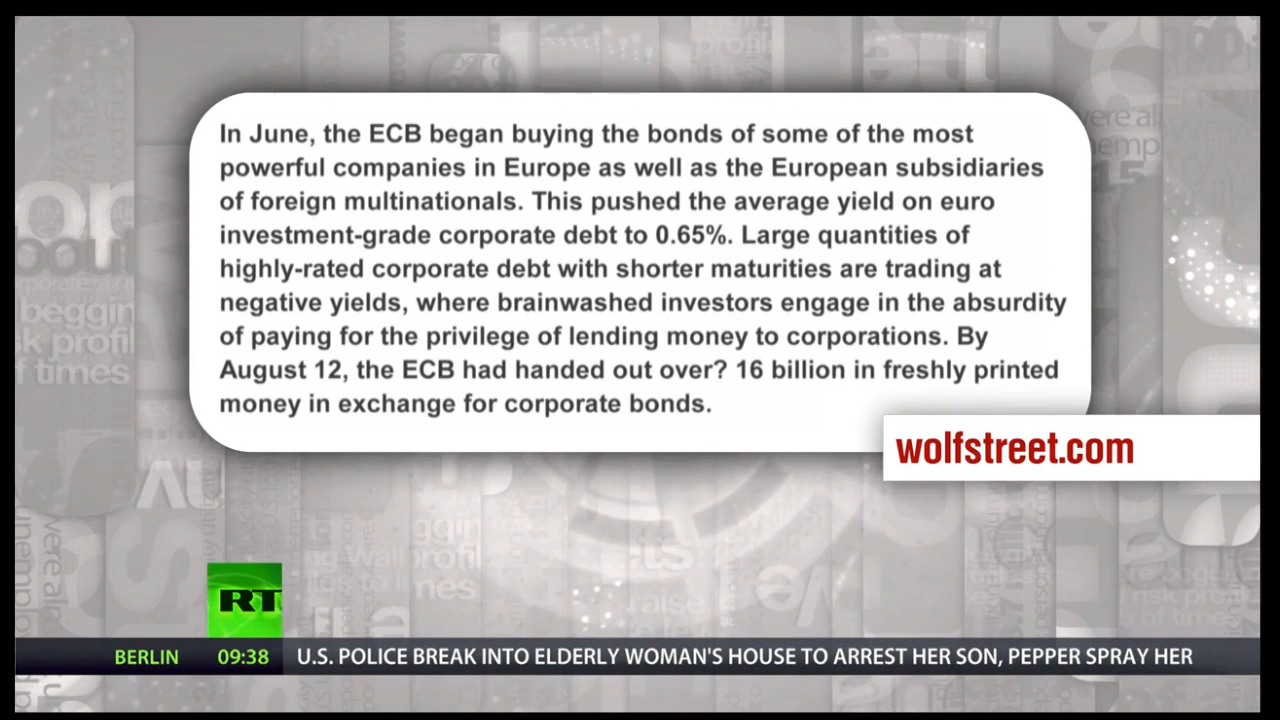 In June, the ECB began buying the bonds of some of the most
powerful companies in Europe as well as the European subsidiaries
of foreign multinationals. This pushed the average yield on euro
investment-grade corporate debt to 0.65%. Large quantities of
highly-rated corporate debt with shorter maturities are trading at
negative yields, where brainwashed investors engage in the absurdity
of paying for the privilege of lending money to corporations. By
August 12, the ECB had handed out over? 16 billion in freshly printed
money in exchange for corporate bonds.
wolfstreet.com
RT
BERLIN 09:38 U.S. POLICE BREAK INTO ELDERLY WOMAN'S HOUSE TO ARREST HER SON, PEPPER SPRAY HER